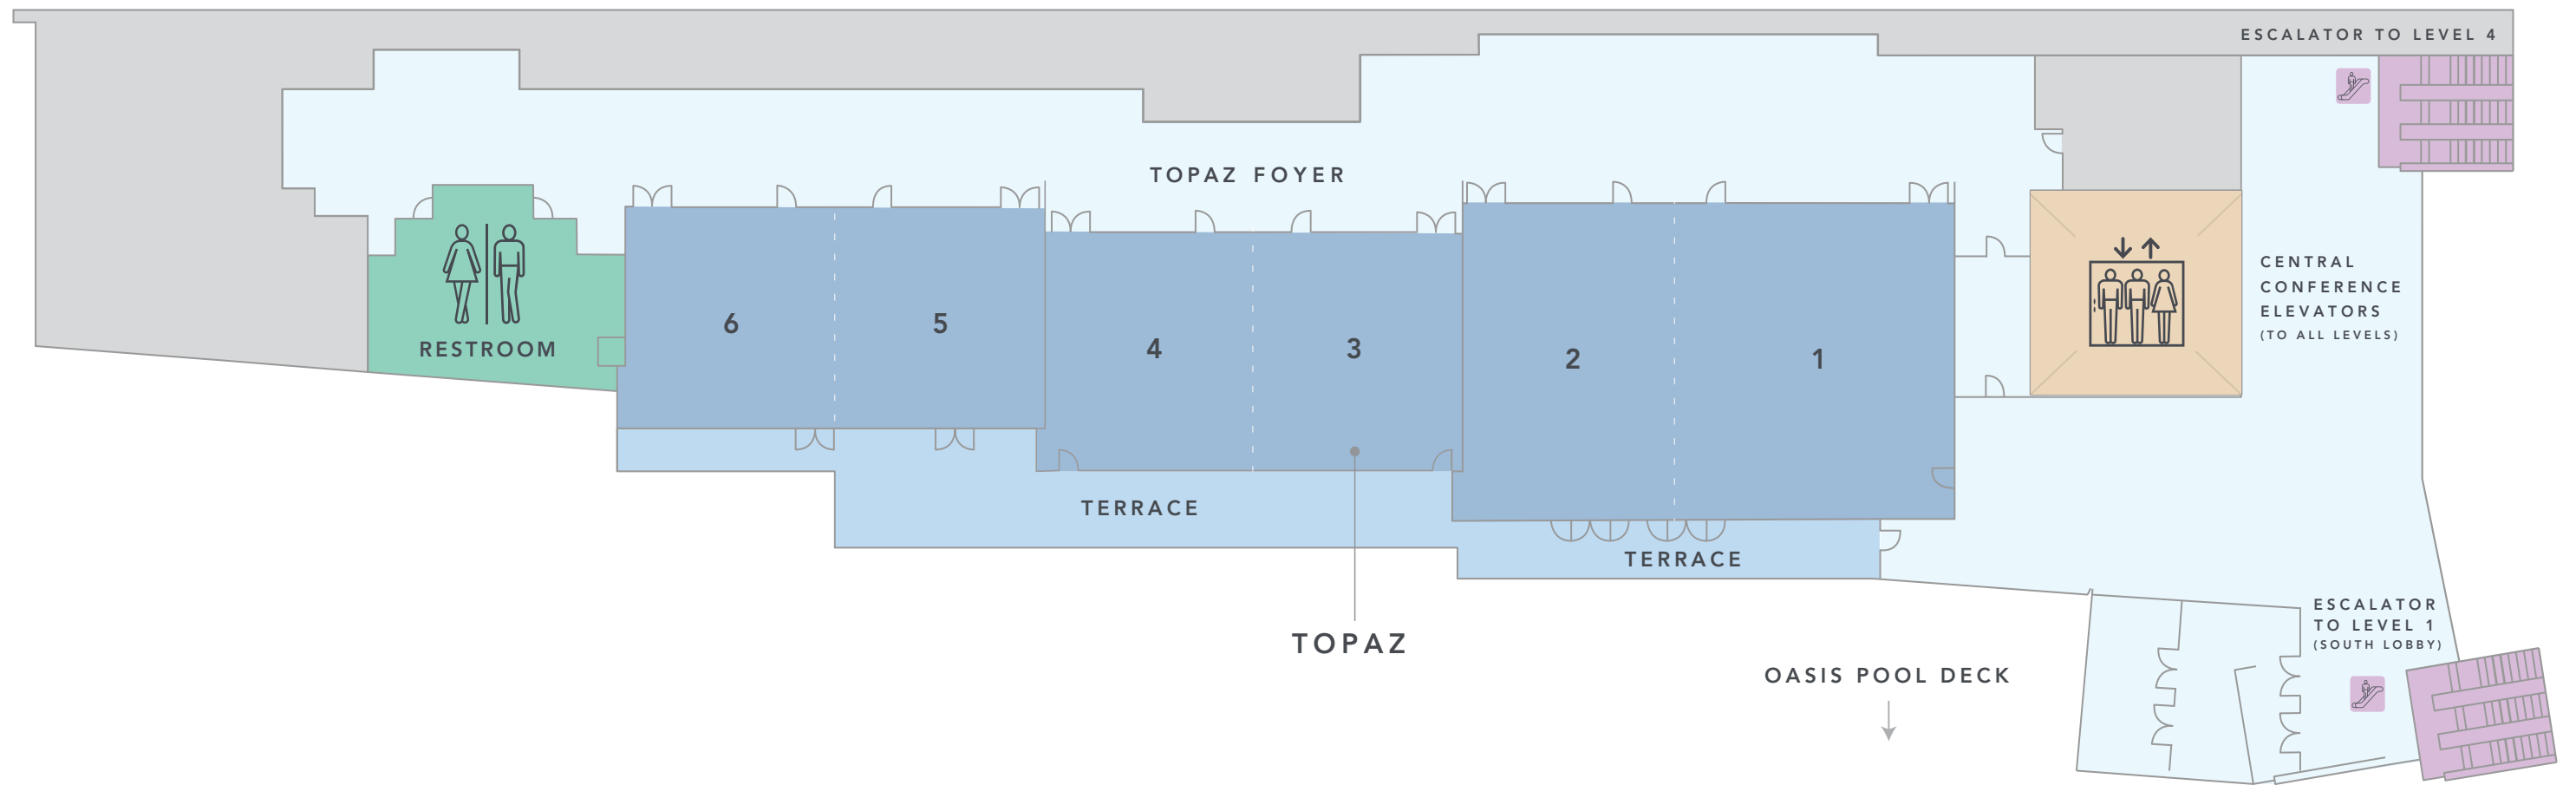 ESCALATOR TO LEVEL 4
TOPAZ FOYER
CENTRAL
CONFERENCE
ELEVATORS
(TO ALL LEVELS)
RESTROOM
6
5
4
3
2
1
TERRACE
TERRACE
TOPAZ
OASIS POOL DECK
ESCALATOR
TO LEVEL 1
(SOUTH LOBBY)